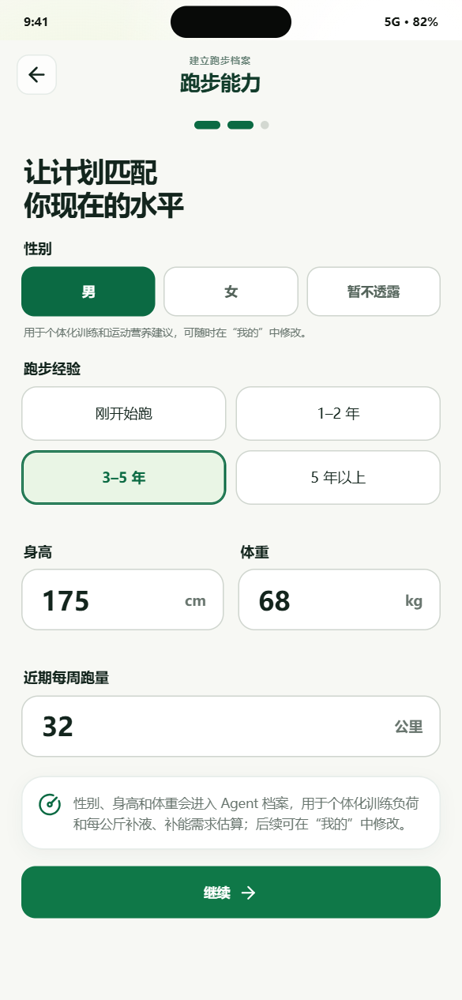 9:41
5G • 82%
建立跑步档案
跑步能力
让计划匹配
你现在的水平
性别
男
女
暂不透露
用于个体化训练和运动营养建议，可随时在“我的”中修改。
跑步经验
刚开始跑
1–2 年
3–5 年
5 年以上
身高
体重
175
cm
68
kg
近期每周跑量
32
公里
性别、身高和体重会进入 Agent 档案，用于个体化训练负荷
和每公斤补液、补能需求估算；后续可在“我的”中修改。
继续